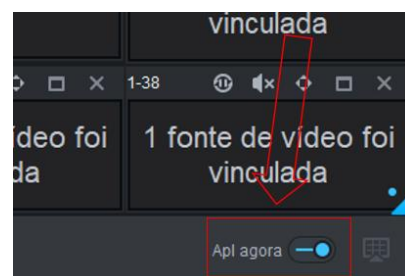 vinculada
1-38
ídeo foi
da
1 fonte de vídeo foi
vinculada
Apl agora